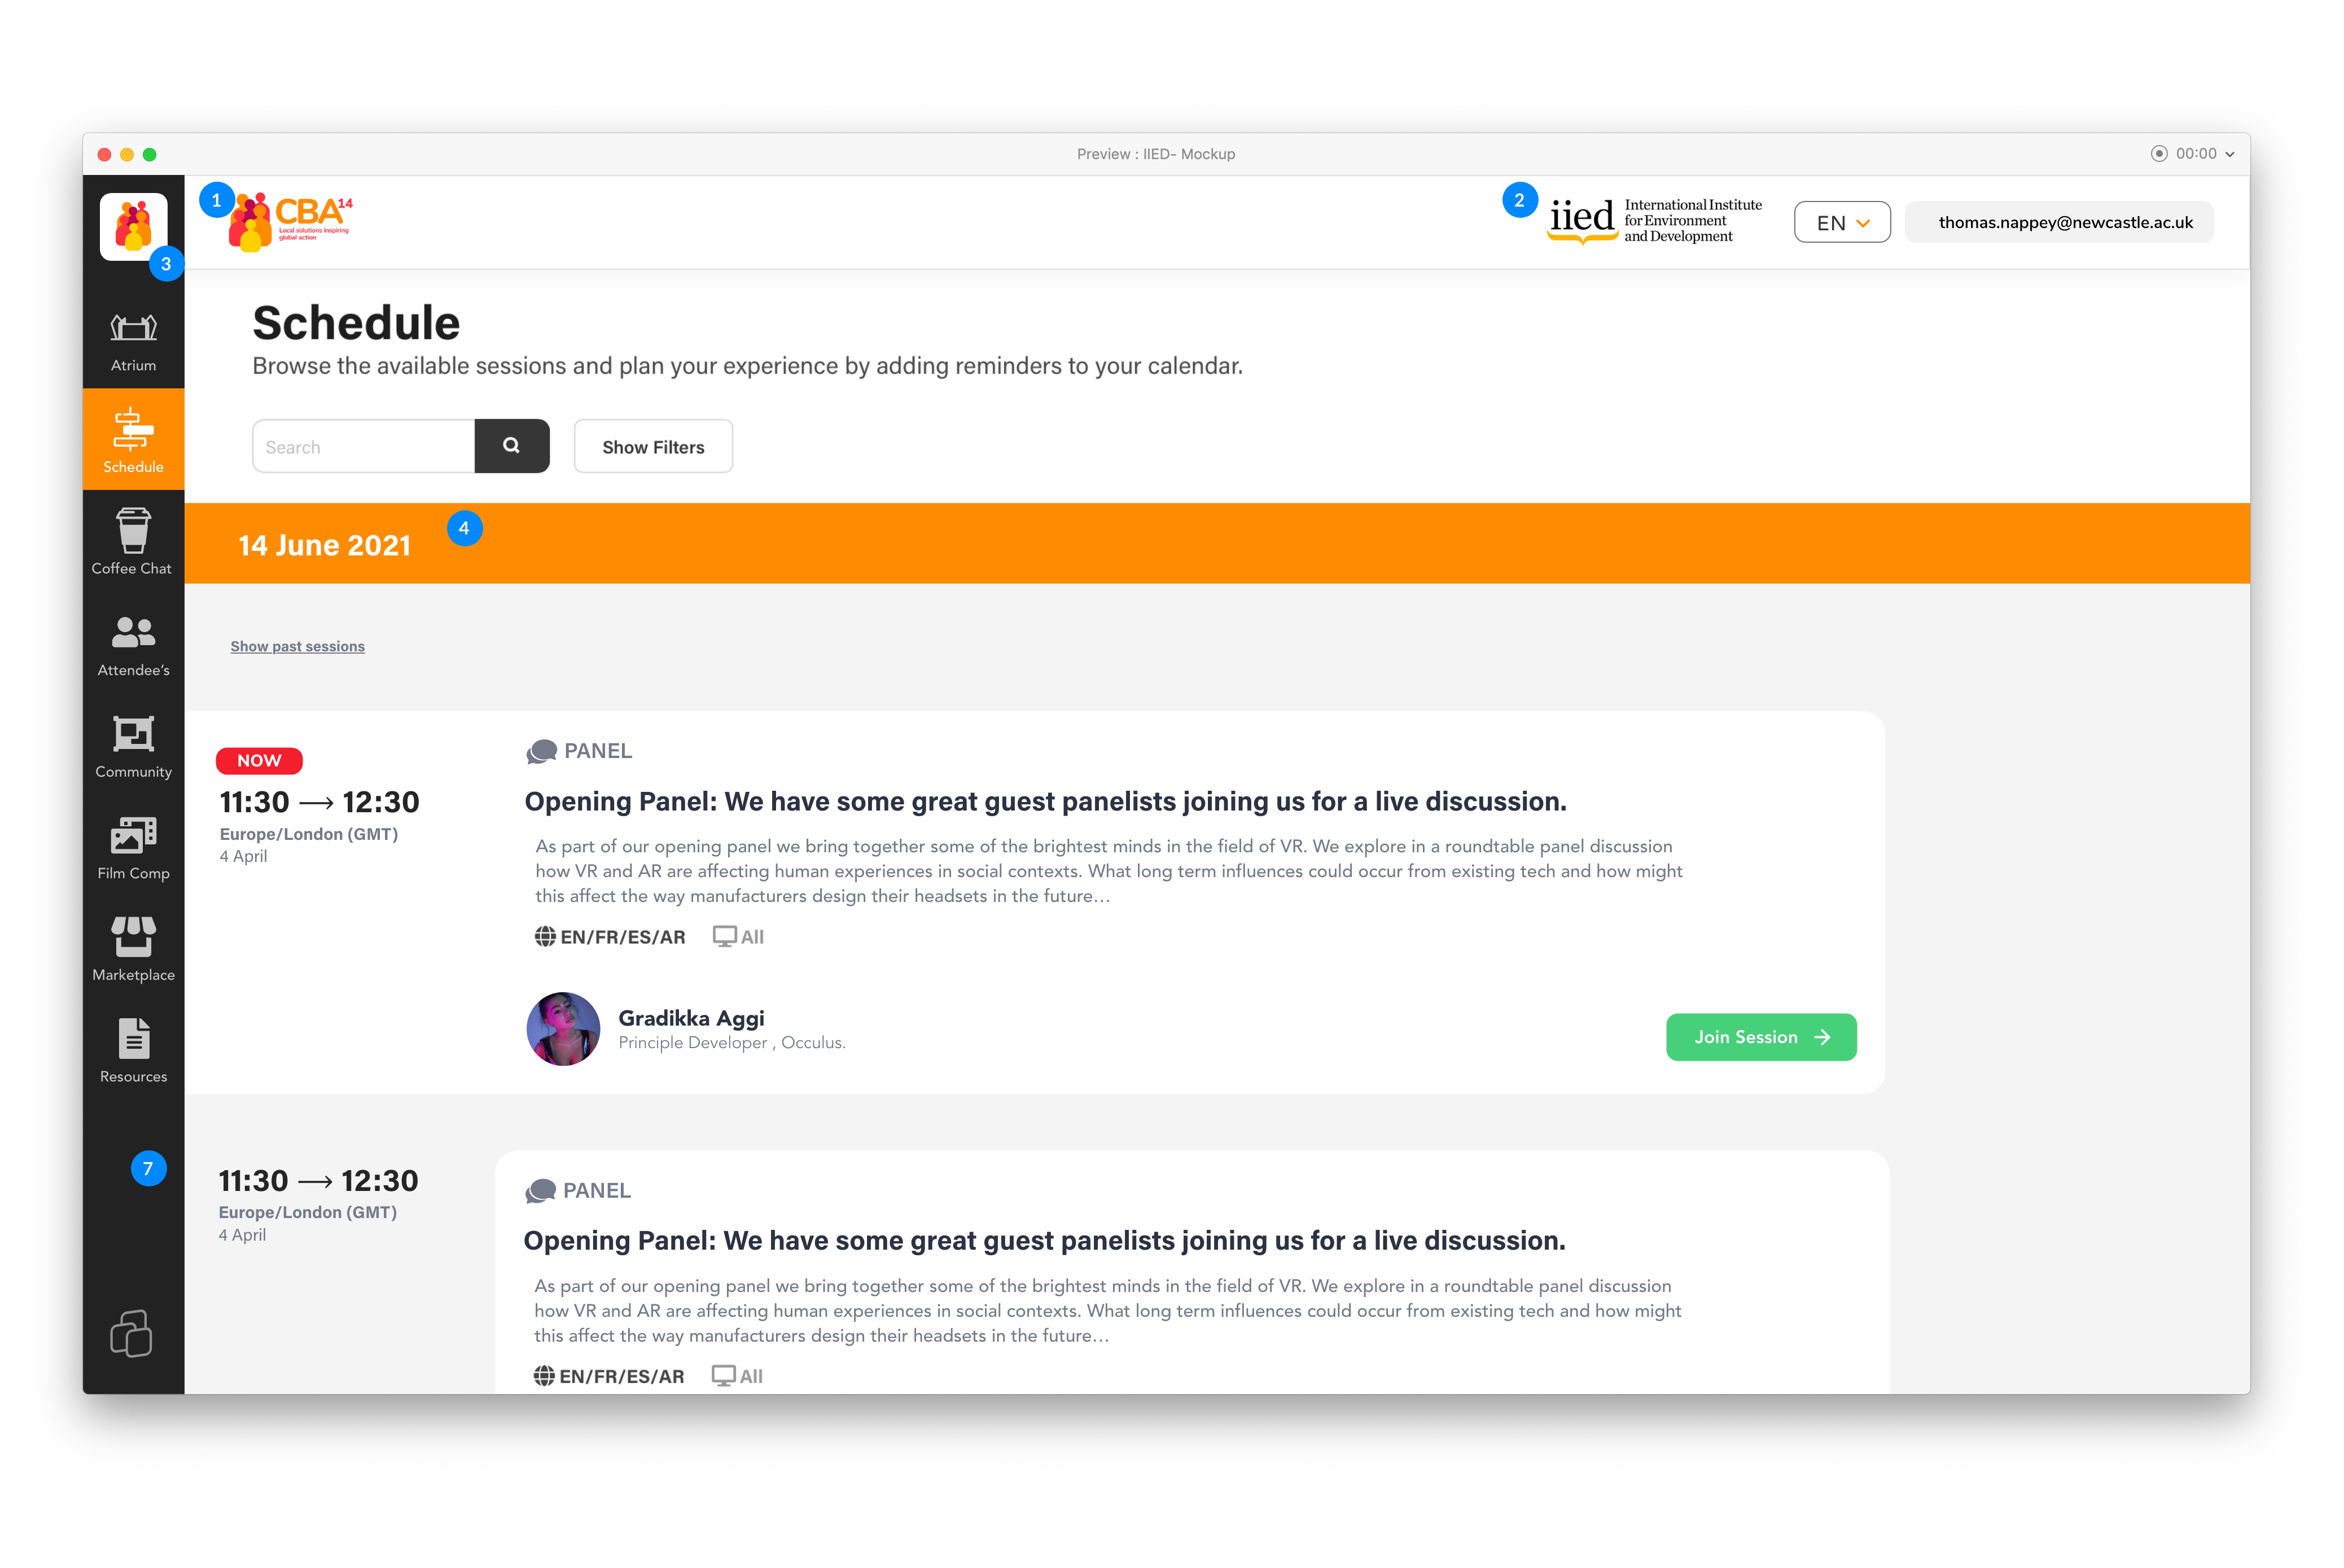 Preview : IIED- Mockup
00:00
1
CBA14
Local solutions inspiring
global action
2
iied
International Institute
for Environment
and Development
EN
thomas.nappey@newcastle.ac.uk
3
Atrium
Schedule
Coffee Chat
Attendee's
Community
Film Comp
Marketplace
Resources
7
Schedule
Browse the available sessions and plan your experience by adding reminders to your calendar.
Search
Show Filters
14 June 2021
4
Show past sessions
NOW
11:30 → 12:30
Europe/London (GMT)
4 April
PANEL
Opening Panel: We have some great guest panelists joining us for a live discussion.
As part of our opening panel we bring together some of the brightest minds in the field of VR. We explore in a roundtable panel discussion
how VR and AR are affecting human experiences in social contexts. What long term influences could occur from existing tech and how might
this affect the way manufacturers design their headsets in the future…
EN/FR/ES/AR
All
Gradikka Aggi
Principle Developer , Occulus.
Join Session →
11:30 → 12:30
Europe/London (GMT)
4 April
PANEL
Opening Panel: We have some great guest panelists joining us for a live discussion.
As part of our opening panel we bring together some of the brightest minds in the field of VR. We explore in a roundtable panel discussion
how VR and AR are affecting human experiences in social contexts. What long term influences could occur from existing tech and how might
this affect the way manufacturers design their headsets in the future…
EN/FR/ES/AR
All